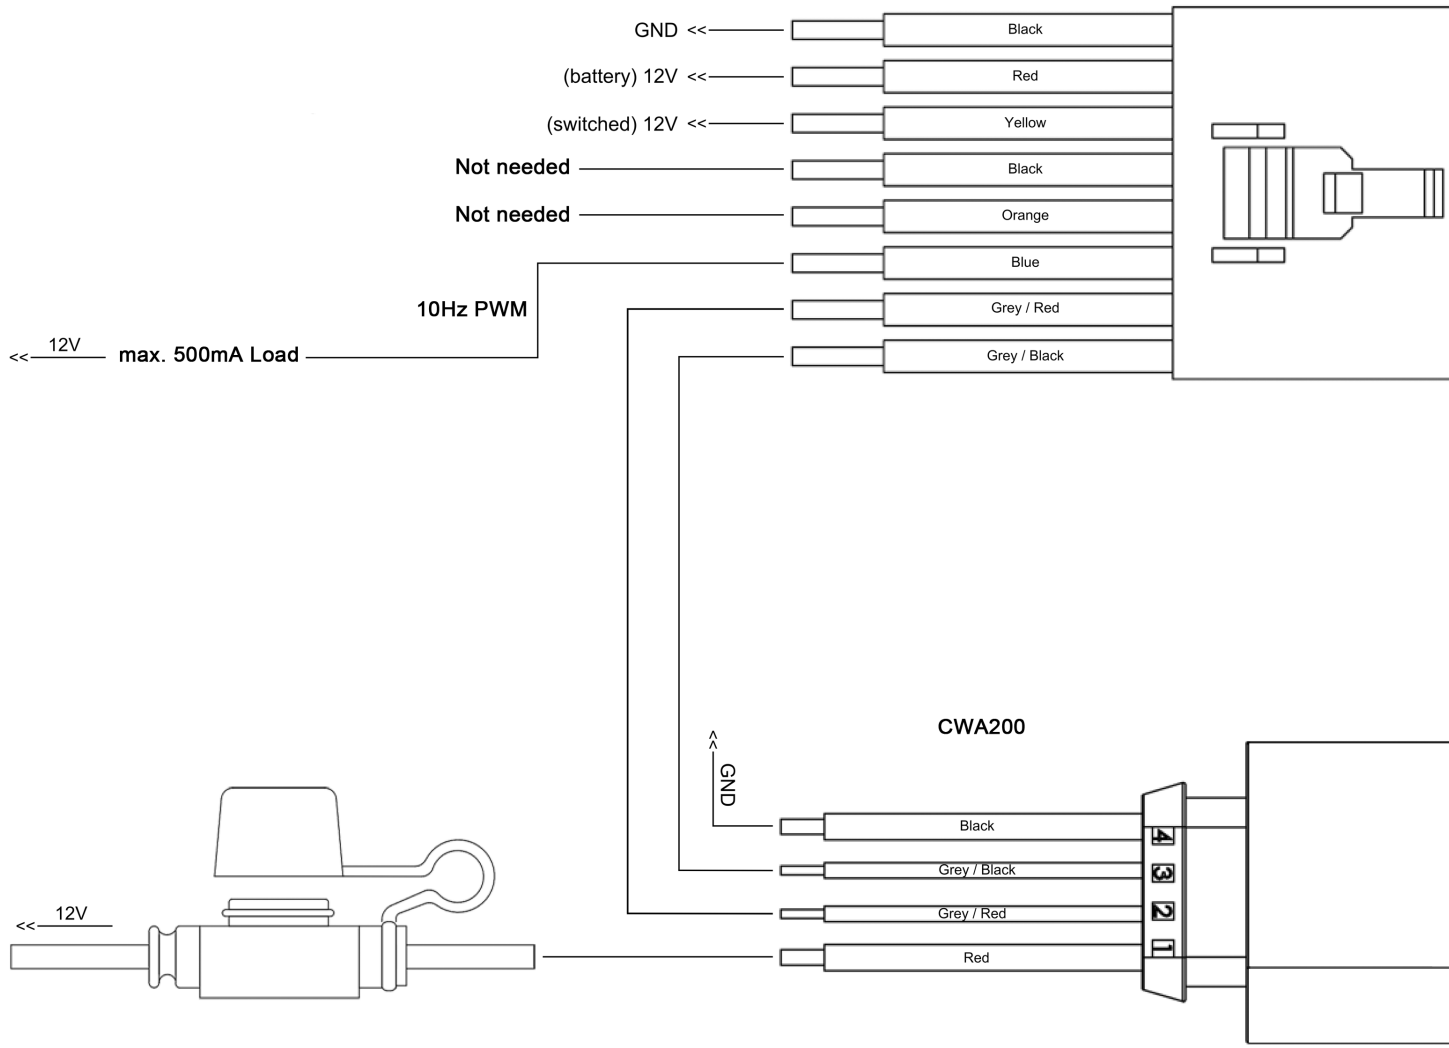 GND << Black
(battery) 12V << Red
(switched) 12V << Yellow
Not needed Black
Not needed Orange
Blue
10Hz PWM Grey / Red
<< 12V max. 500mA Load Grey / Black
CWA200
<< GND
Black 4
Grey / Black 3
<< 12V Grey / Red 2
Red 1